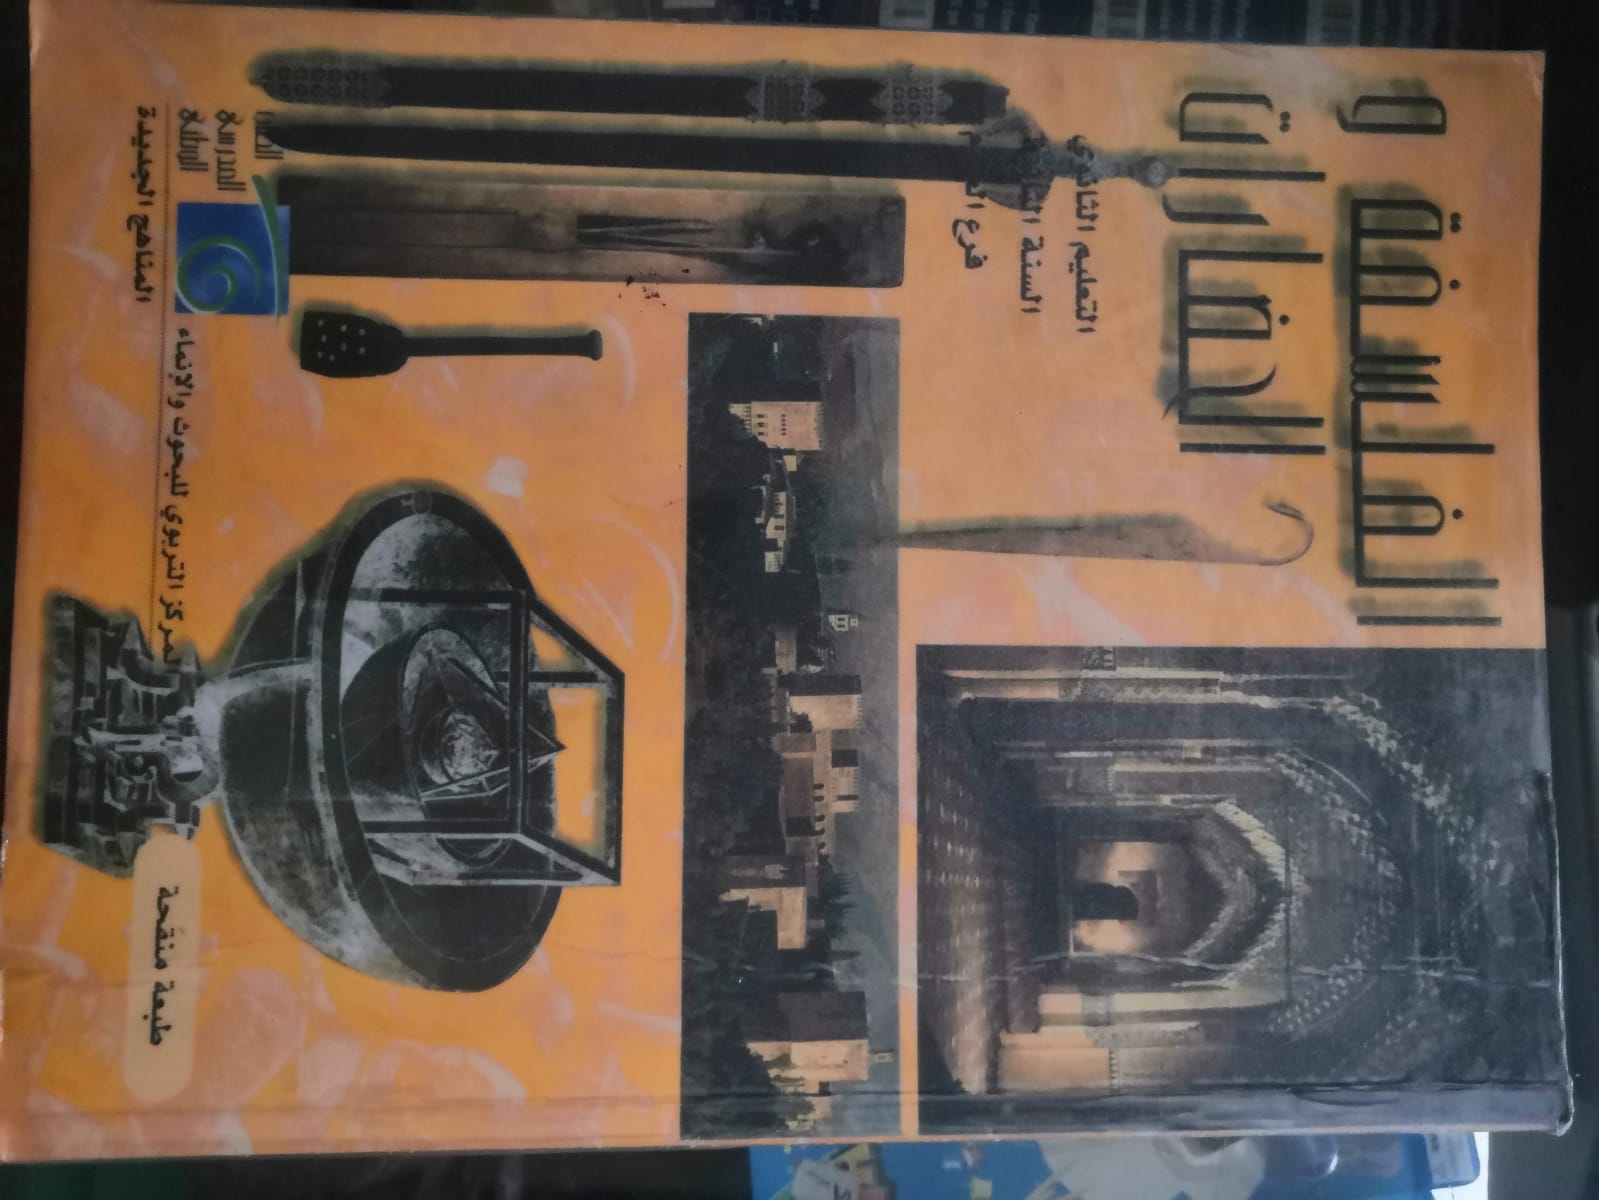 الفلسفة و
الحضارات
التعليم الثانوي
السنة
فرع
الكتاب
المدرسي
الوطني
المركز التربوي للبحوث والإنماء
المناهج الجديدة
طبعة منقحة